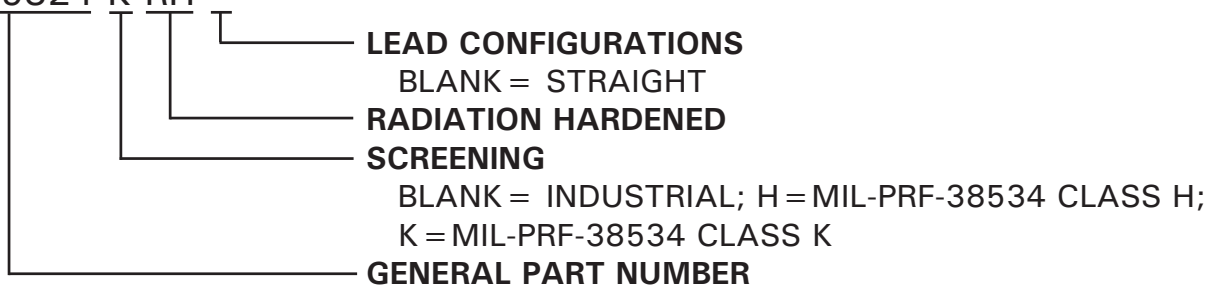 LEAD CONFIGURATIONS
BLANK = STRAIGHT
RADIATION HARDENED
SCREENING
BLANK = INDUSTRIAL; H=MIL-PRF-38534 CLASS H;
K=MIL-PRF-38534 CLASS K
GENERAL PART NUMBER